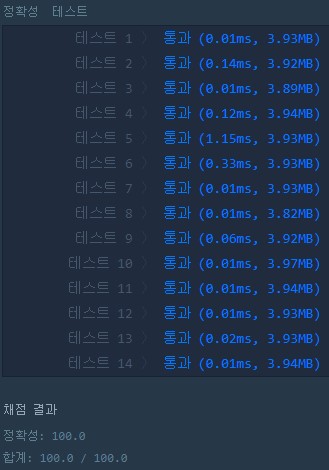 정확성 테스트
테스트 1 〉 통과 (0.01ms, 3.93MB)
테스트 2 〉 통과 (0.14ms, 3.92MB)
테스트 3 〉 통과 (0.01ms, 3.89MB)
테스트 4 〉 통과 (0.12ms, 3.94MB)
테스트 5 〉 통과 (1.15ms, 3.93MB)
테스트 6 〉 통과 (0.33ms, 3.93MB)
테스트 7 〉 통과 (0.01ms, 3.93MB)
테스트 8 〉 통과 (0.01ms, 3.82MB)
테스트 9 〉 통과 (0.06ms, 3.92MB)
테스트 10 〉 통과 (0.01ms, 3.97MB)
테스트 11 〉 통과 (0.01ms, 3.94MB)
테스트 12 〉 통과 (0.01ms, 3.93MB)
테스트 13 〉 통과 (0.02ms, 3.93MB)
테스트 14 〉 통과 (0.01ms, 3.94MB)
채점 결과
정확성: 100.0
합계: 100.0 / 100.0